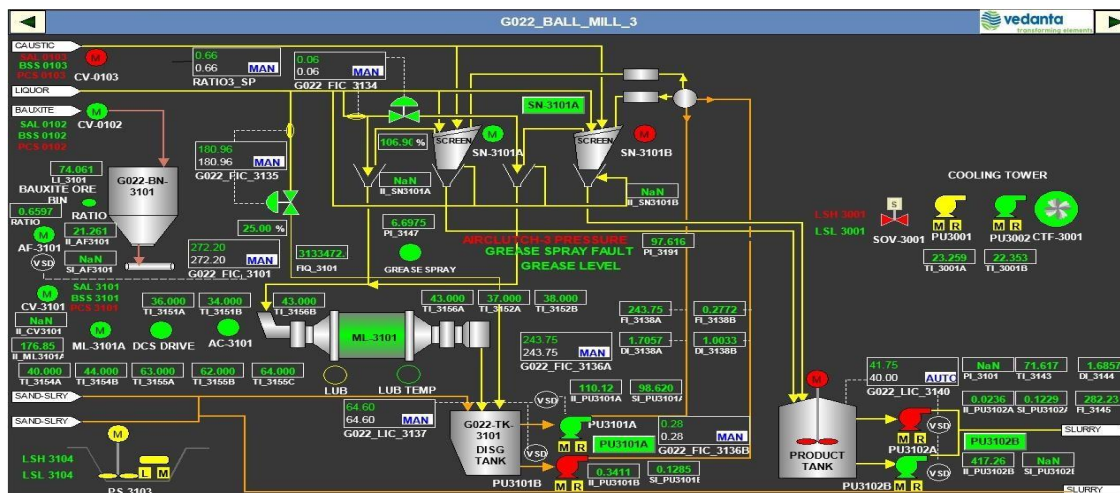 G022_BALL_MILL_3
vedanta
transforming elements
CAUSTIC
SAL 0103
BSS 0103
PCS 0103
M
CV-0103
0.66
0.66 MAN
RATIO3_SP
0.06
0.06 MAN
G022_FIC_3134
LIQUOR
BAUXITE
SAL 0102
BSS 0102
PCS 0102
M
CV-0102
180.96
180.96 MAN
G022_FIC_3135
106.90 %
SCREEN
M
SN-3101A
SN-3101A
SCREEN
M
SN-3101B
NaN
II_SN3101A
NaN
II_SN3101B
74.061
LI_3101
BAUXITE ORE
BIN
G022-BN-
3101
RATIO
0.6597
RATIO
21.261
II_AF3101
M
AF-3101
VSD
NaN
SI_AF3101
25.00 %
272.20
272.20 MAN
G022_FIC_3101
3133472.
FIQ_3101
6.6975
PI_3147
GREASE SPRAY
AIRCLUTCH-3 PRESSURE
GREASE SPRAY FAULT
GREASE LEVEL
97.616
PI_3191
COOLING TOWER
LSH 3001
LSL 3001
S
SOV-3001
M R
PU3001
M R
PU3002
CTF-3001
23.259
TI_3001A
22.353
TI_3001B
M
CV-3101
SAL 3101
BSS 3101
PCS 3101
NaN
II_CV3101
176.85
II_ML3101A
M
ML-3101A
DCS DRIVE
AC-3101
36.000
TI_3151A
34.000
TI_3151B
43.000
TI_3156B
43.000
TI_3156A
37.000
TI_3152A
38.000
TI_3152B
ML-3101
LUB
LUB TEMP
40.000
TI_3154A
44.000
TI_3154B
63.000
TI_3155A
62.000
TI_3155B
64.000
TI_3155C
243.75
FI_3138A
0.2772
FI_3138B
1.7057
DI_3138A
1.0033
DI_3138B
243.75
243.75 MAN
G022_FIC_3136A
110.12
II_PU3101A
98.620
SI_PU3101A
M
41.75
40.00 AUTO
G022_LIC_3140
NaN
PI_3101
71.617
TI_3143
1.6857
DI_3144
0.0236
II_PU3102A
0.1229
SI_PU3102A
282.23
FI_3145
SAND-SLRY
SAND-SLRY
64.60
64.60 MAN
G022_LIC_3137
VSD
VSD
G022-TK-
3101
DISG
TANK
PU3101A
M R
PU3101A
0.28
0.28 MAN
G022_FIC_3136B
VSD
M R
PU3101B
0.3411
II_PU3101B
0.1285
PRODUCT
TANK
M R
PU3102A
VSD
PU3102B
M R
PU3102B
VSD
417.26
NaN
SLURRY
SLURRY
LSH 3104
LSL 3104
M
L M
PS-3103